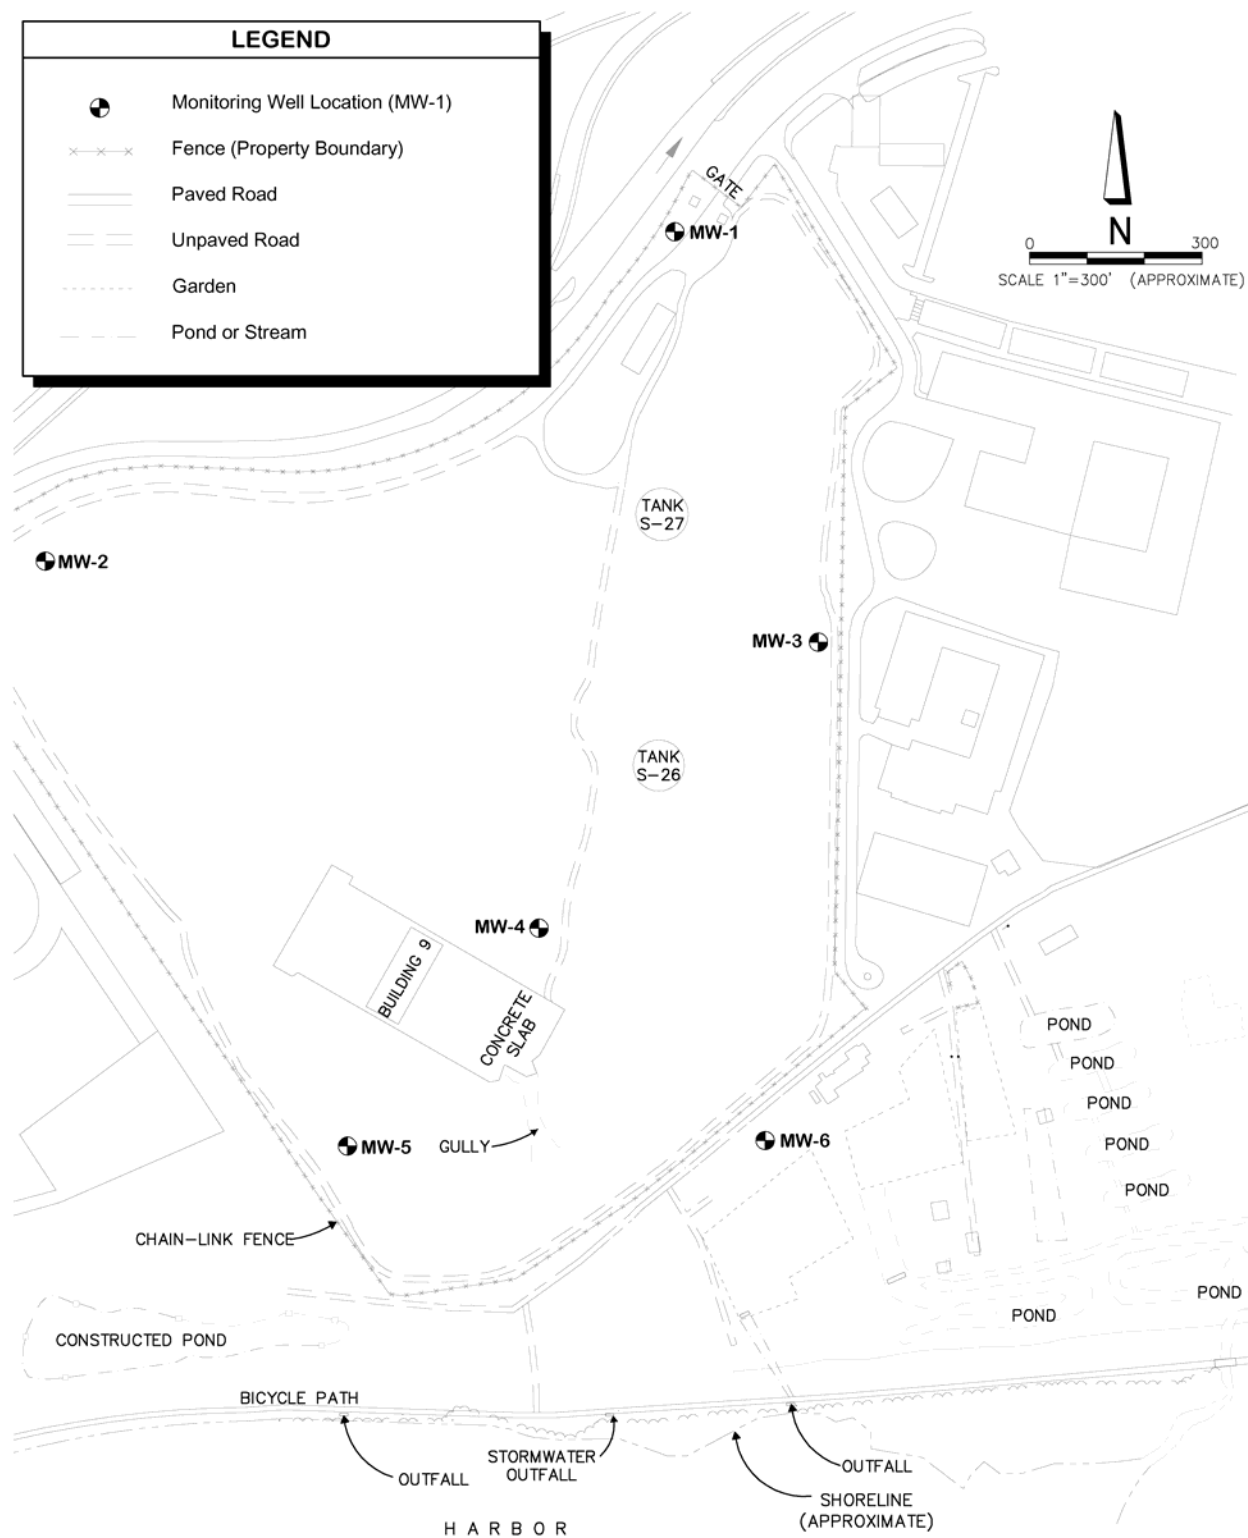 LEGEND
Monitoring Well Location (MW-1)
Fence (Property Boundary)
Paved Road
Unpaved Road
Garden
Pond or Stream
GATE
MW-1
N
0 300
SCALE 1"=300' (APPROXIMATE)
TANK
S-27
MW-2
MW-3
TANK
S-26
MW-4
BUILDING 9
CONCRETE
SLAB
POND
POND
POND
POND
POND
MW-5
GULLY
MW-6
CHAIN-LINK FENCE
POND
POND
CONSTRUCTED POND
BICYCLE PATH
STORMWATER
OUTFALL
OUTFALL
OUTFALL
SHORELINE
(APPROXIMATE)
HARBOR